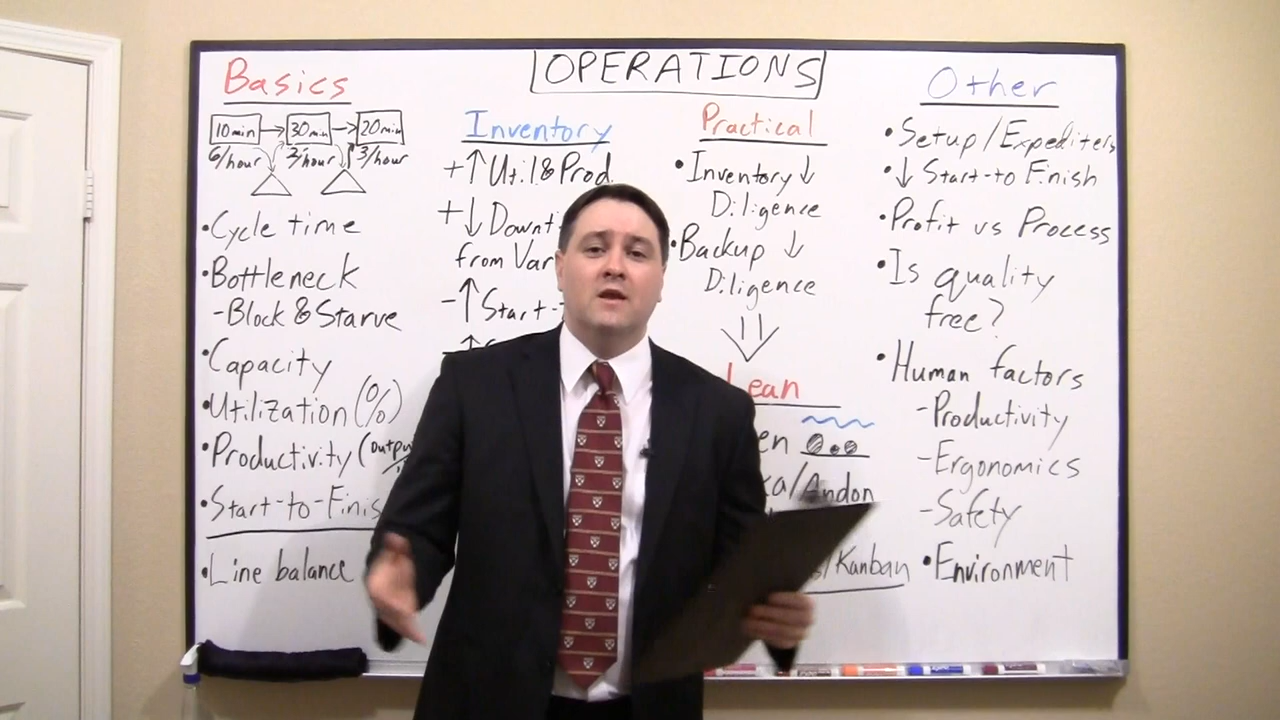 OPERATIONS
Basics
10min 30min 20min
6/hour 3/hour 3/hour
•Cycle time
•Bottleneck
-Block & Starve
•Capacity
•Utilization (%)
•Productivity
•Start-to-Finis
•Line balance
Inventory
+↑Util.&Prod.
+↓
from Var
-↑Start-
Practical
•Inventory↓
Diligence
•Backup ↓
Diligence
Lean
/Andon
/Kanban
Other
•Setup/Expediters
•↓ Start-to Finish
•Profit vs Process
•Is quality
free?
•Human factors
-Productivity
-Ergonomics
-Safety
•Environment